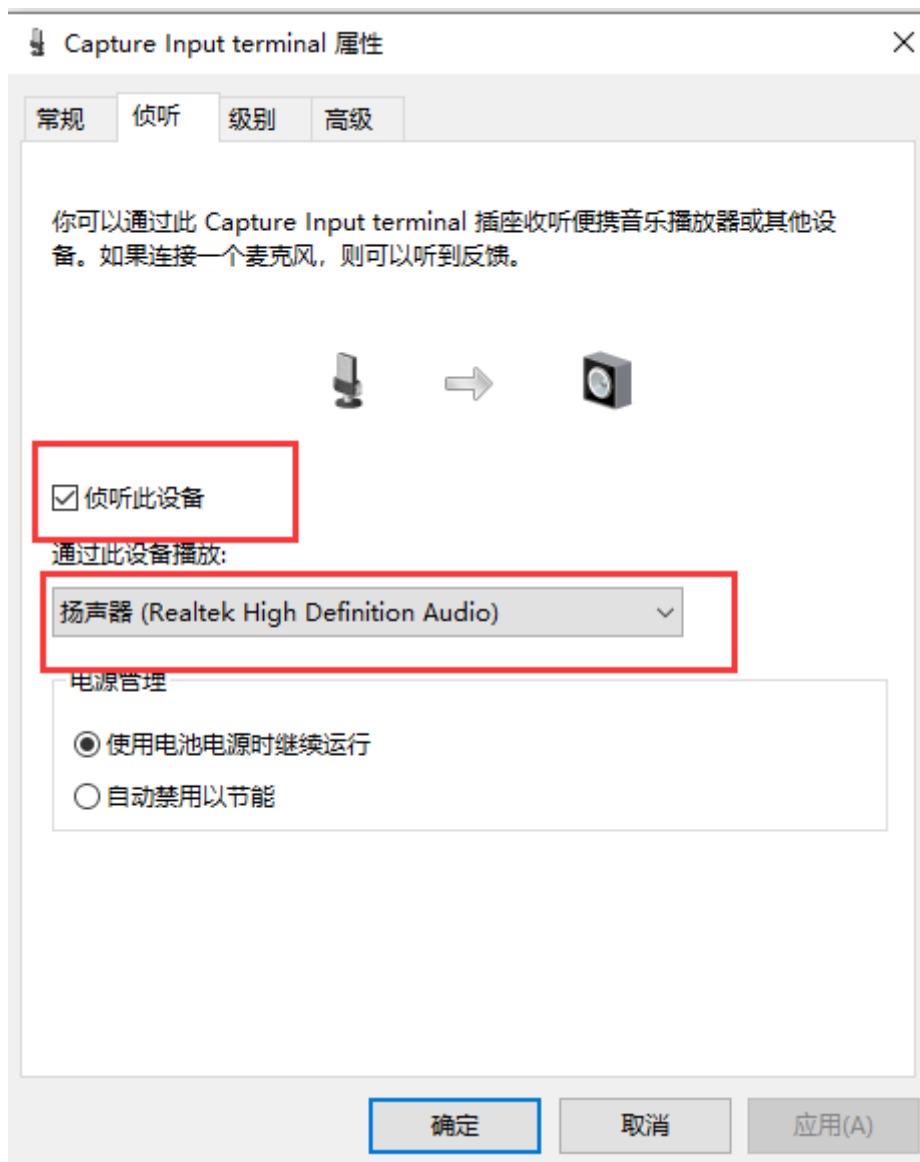 Capture Input terminal 属性
常规 侦听 级别 高级
你可以通过此 Capture Input terminal 插座收听便携音乐播放器或其他设
备。如果连接一个麦克风，则可以听到反馈。
侦听此设备
通过此设备播放:
扬声器 (Realtek High Definition Audio)
电源管理
使用电池电源时继续运行
自动禁用以节能
确定 取消 应用(A)